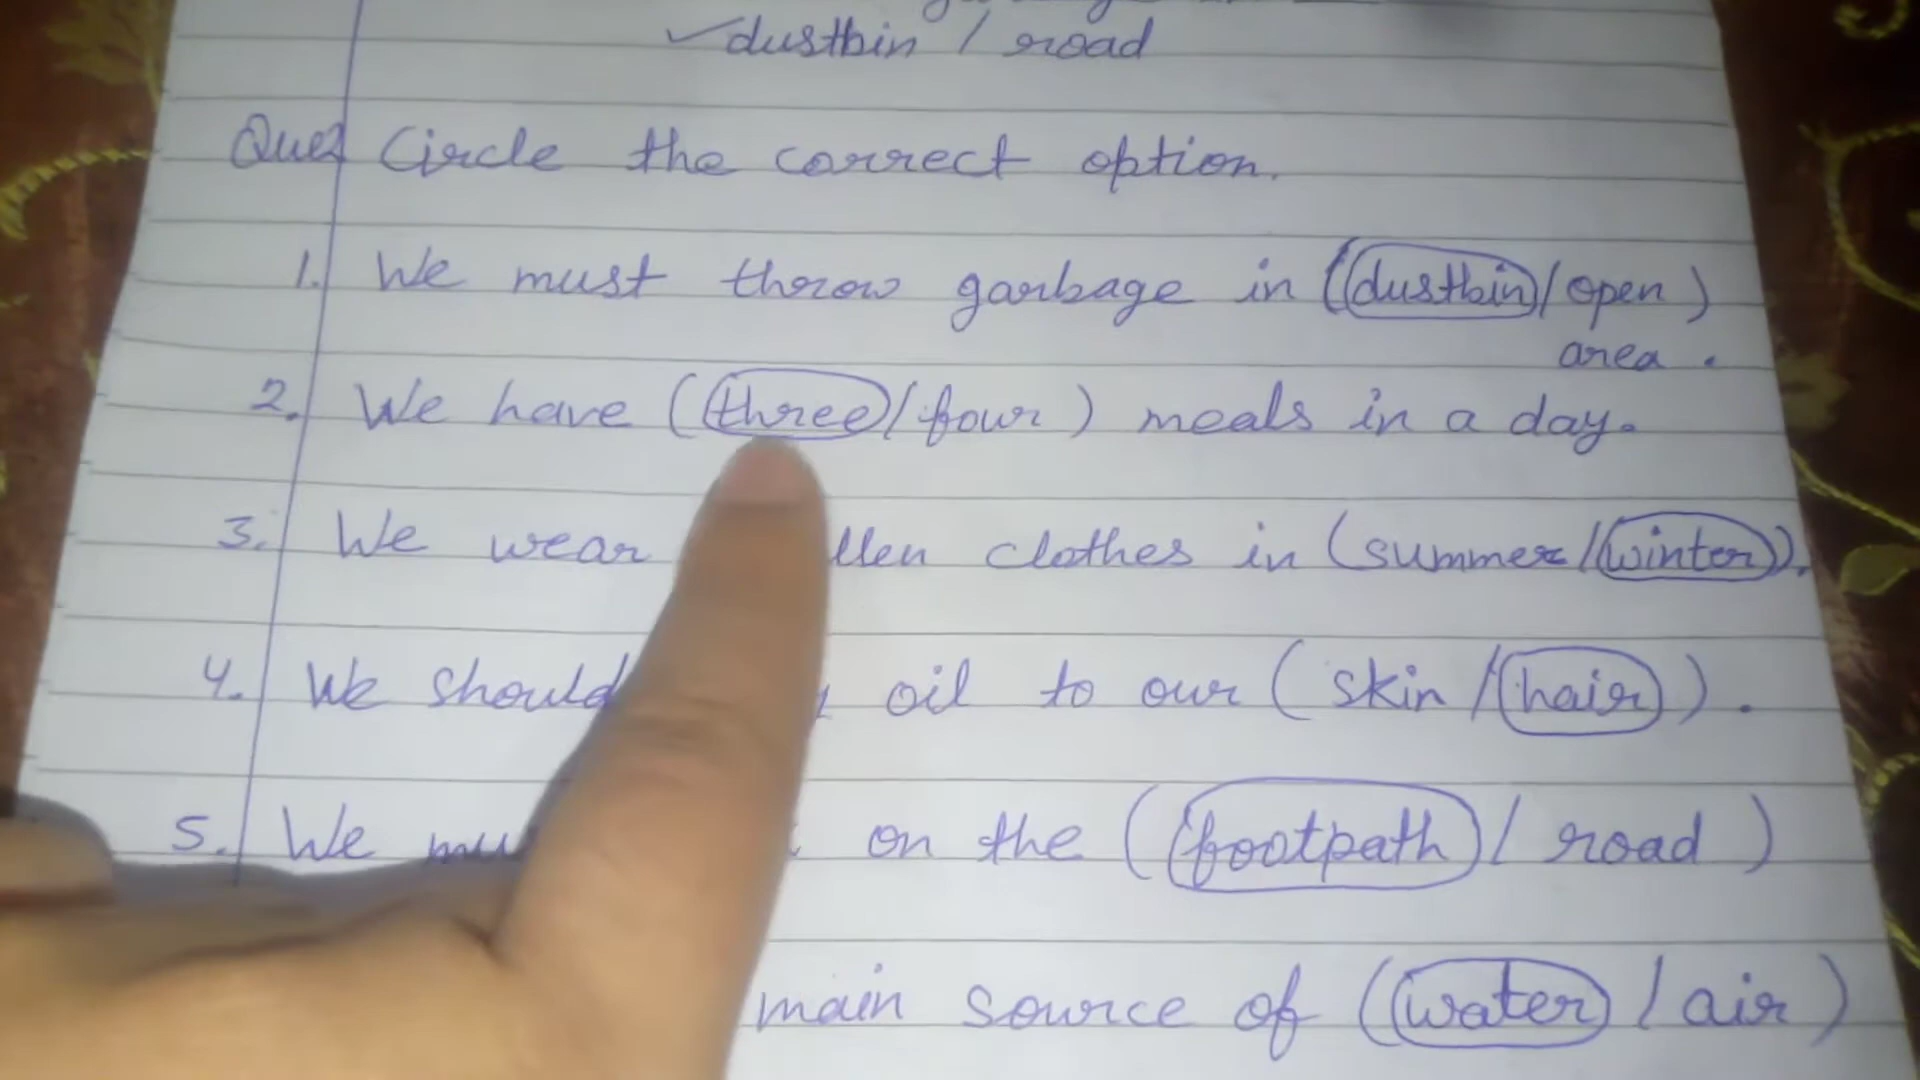 ✓dustbin / road
Que Circle the correct option.
1. We must throw garbage in (dustbin/open)
area.
2. We have (three/four) meals in a day.
3. We wear llen clothes in (summer/winter).
4. We should oil to our (skin/hair).
5. We mu on the (footpath/ road)
main source of (water / air)